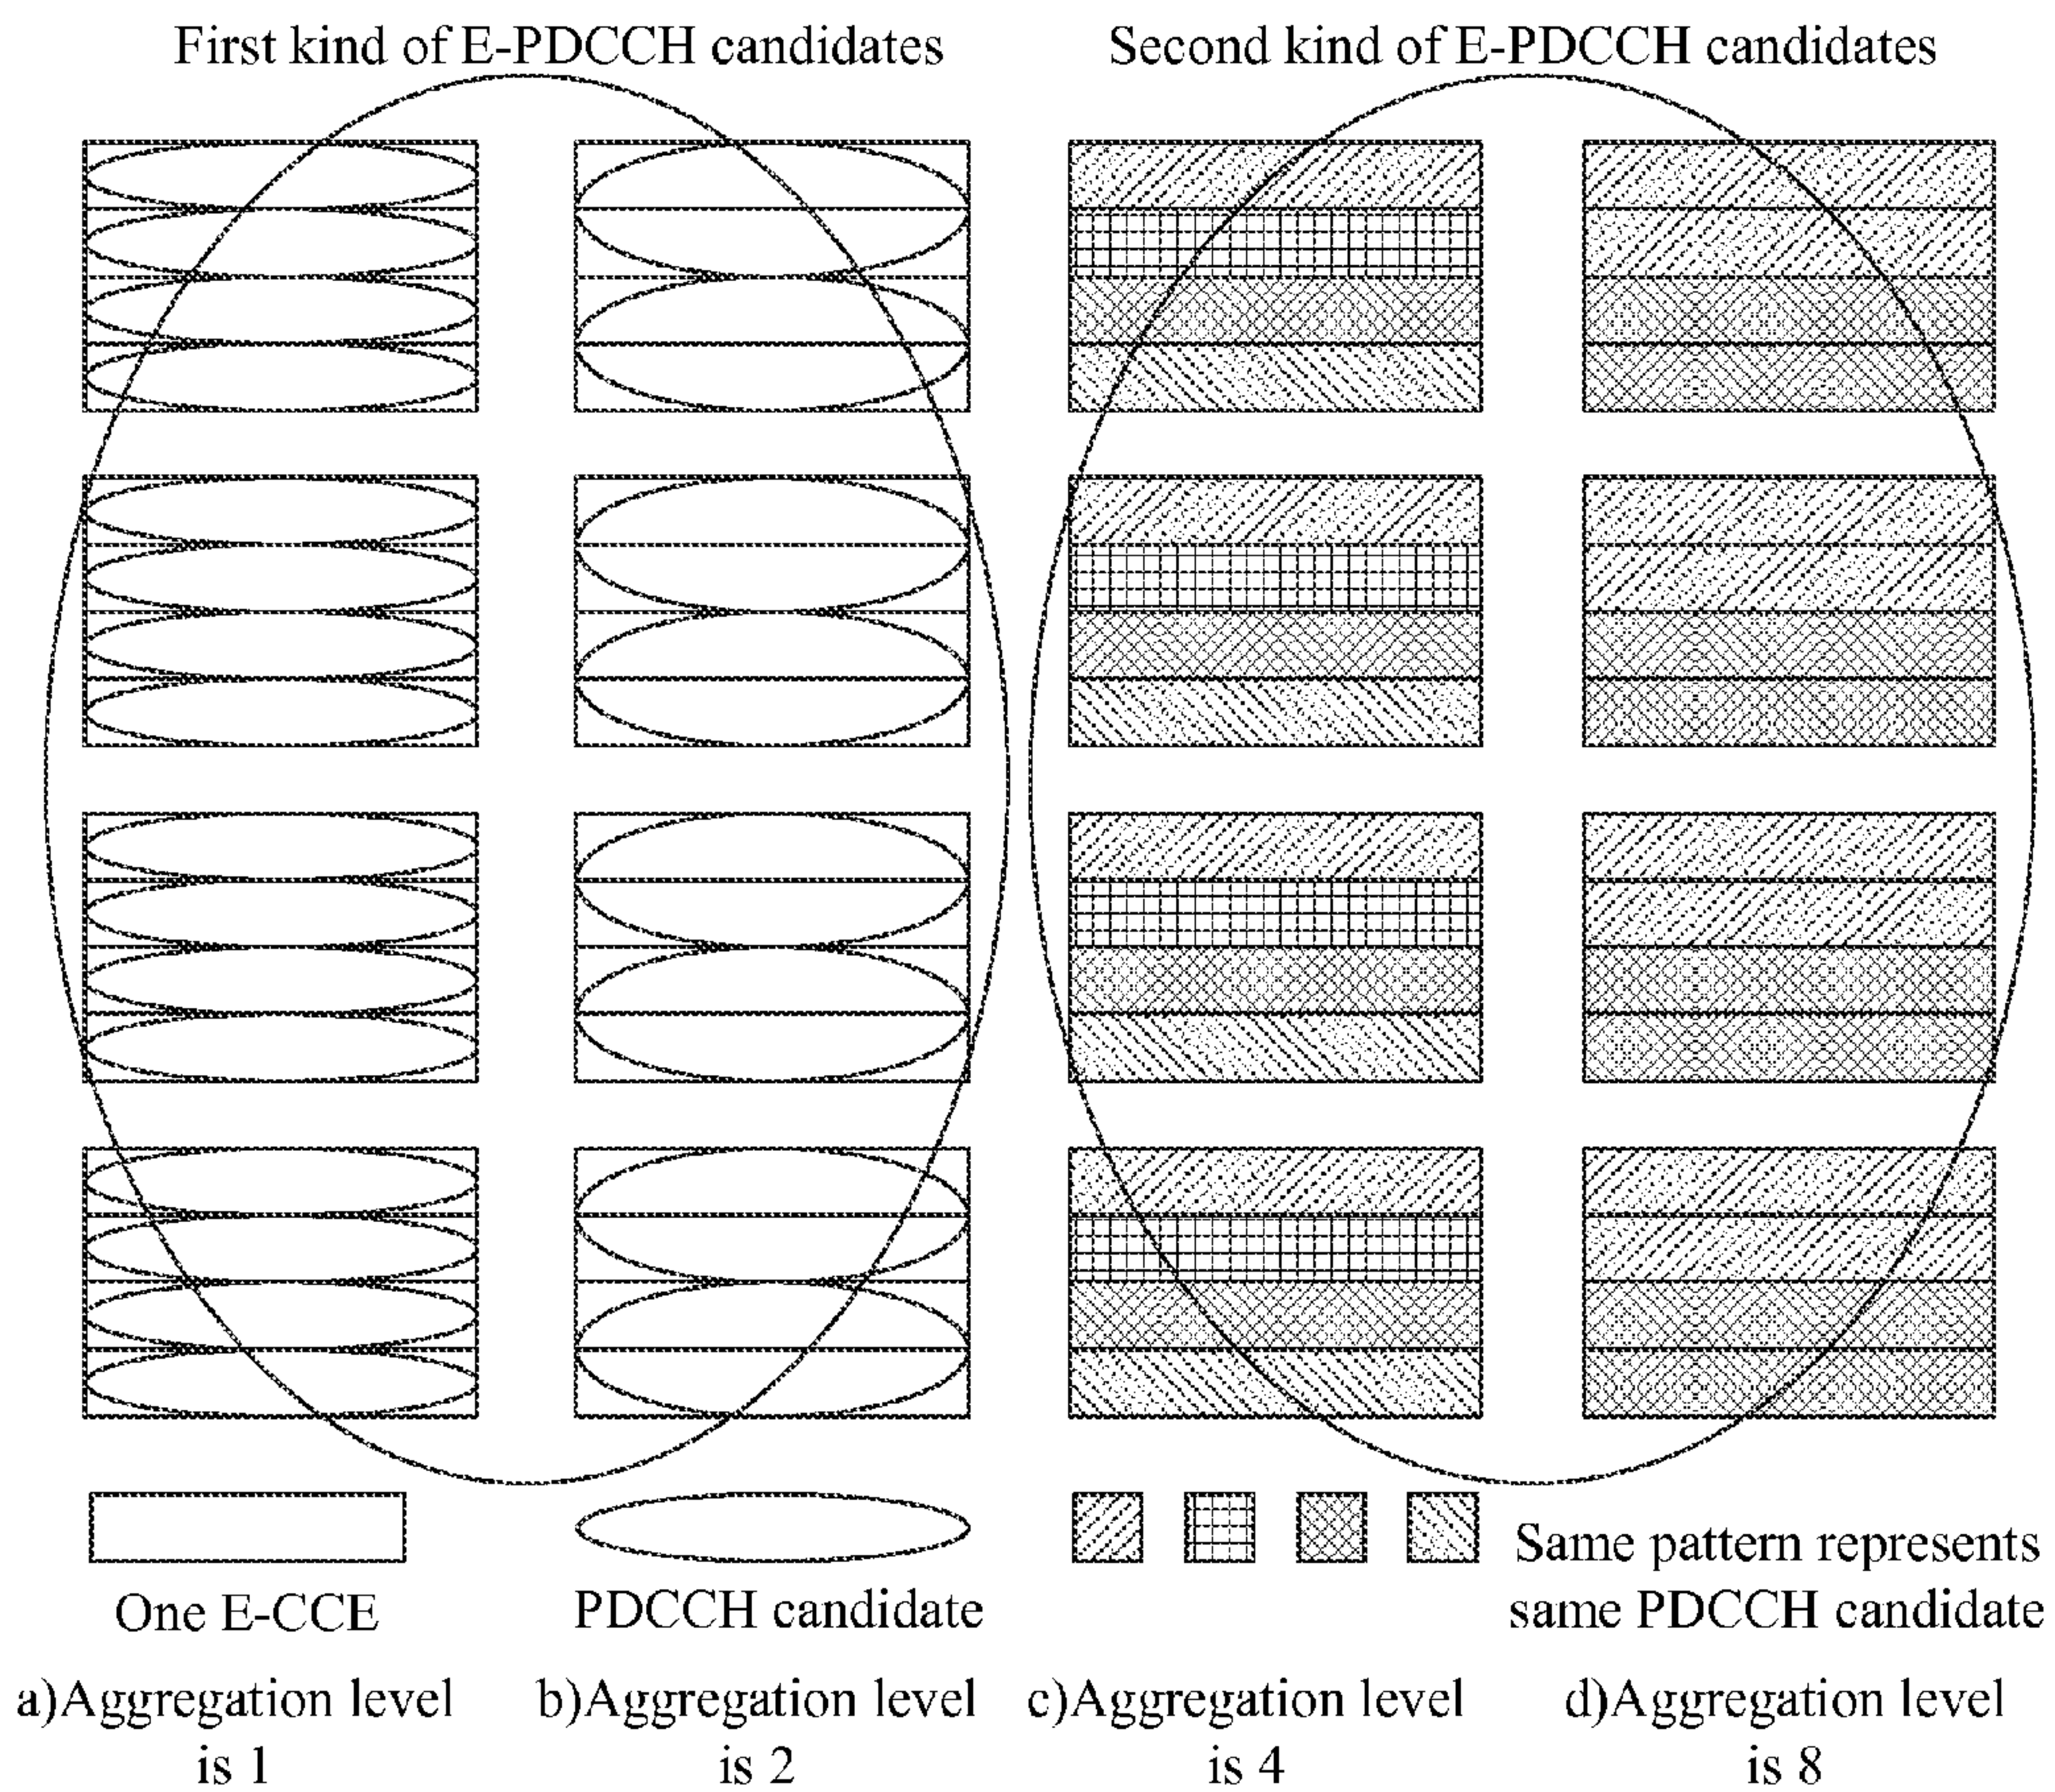 First kind of E-PDCCH candidates
Second kind of E-PDCCH candidates
One E-CCE
PDCCH candidate
Same pattern represents
same PDCCH candidate
a)Aggregation level
is 1
b)Aggregation level
is 2
c)Aggregation level
is 4
d)Aggregation level
is 8